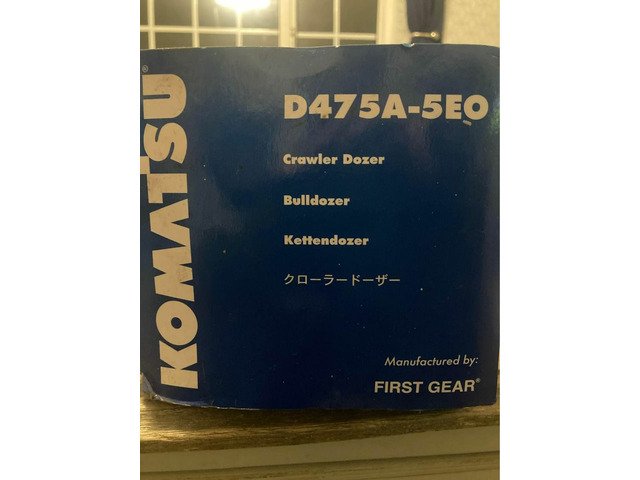 KOMATSU®
D475A-5EO
Crawler Dozer
Bulldozer
Kettendozer
クローラードーザー
Manufactured by:
FIRST GEAR®